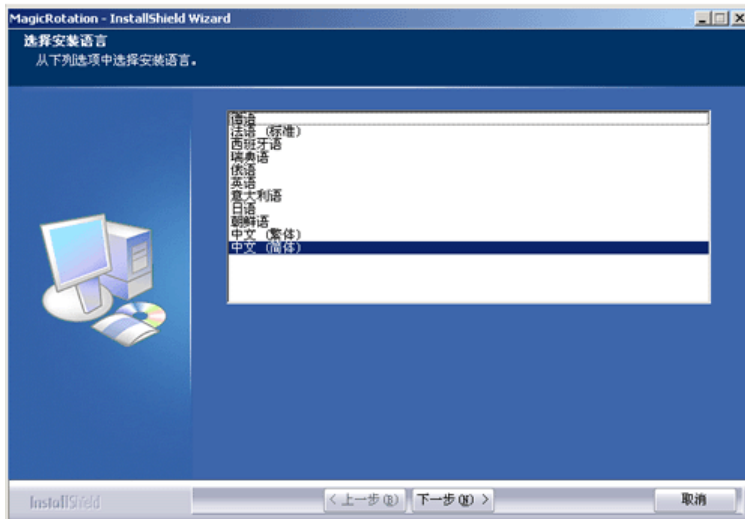 MagicRotation - InstallShield Wizard
选择安装语言
从下列选项中选择安装语言。
法语 (标准)
西班牙语
瑞典语
俄语
英语
意大利语
日语
朝鲜语
中文 (繁体)
中文 (简体)
InstallShield
< 上一步(B)
下一步(N) >
取消